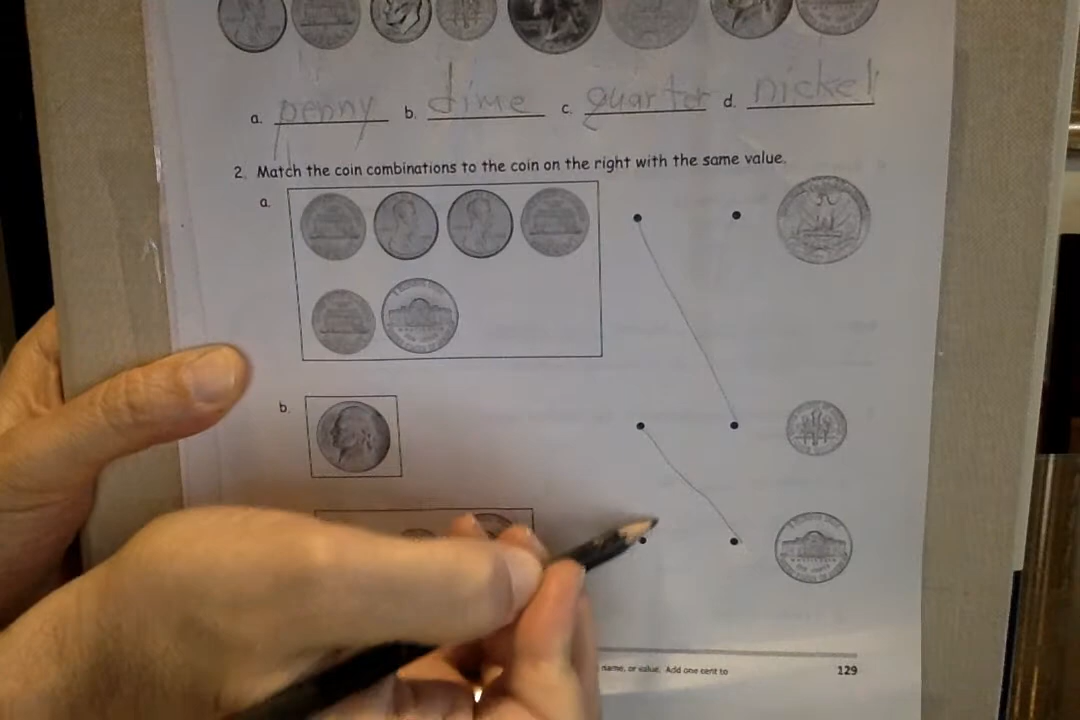 a. penny b. dime c. quarter d. nickel
2. Match the coin combinations to the coin on the right with the same value.
a.
b.
name, or value. Add one cent to 129